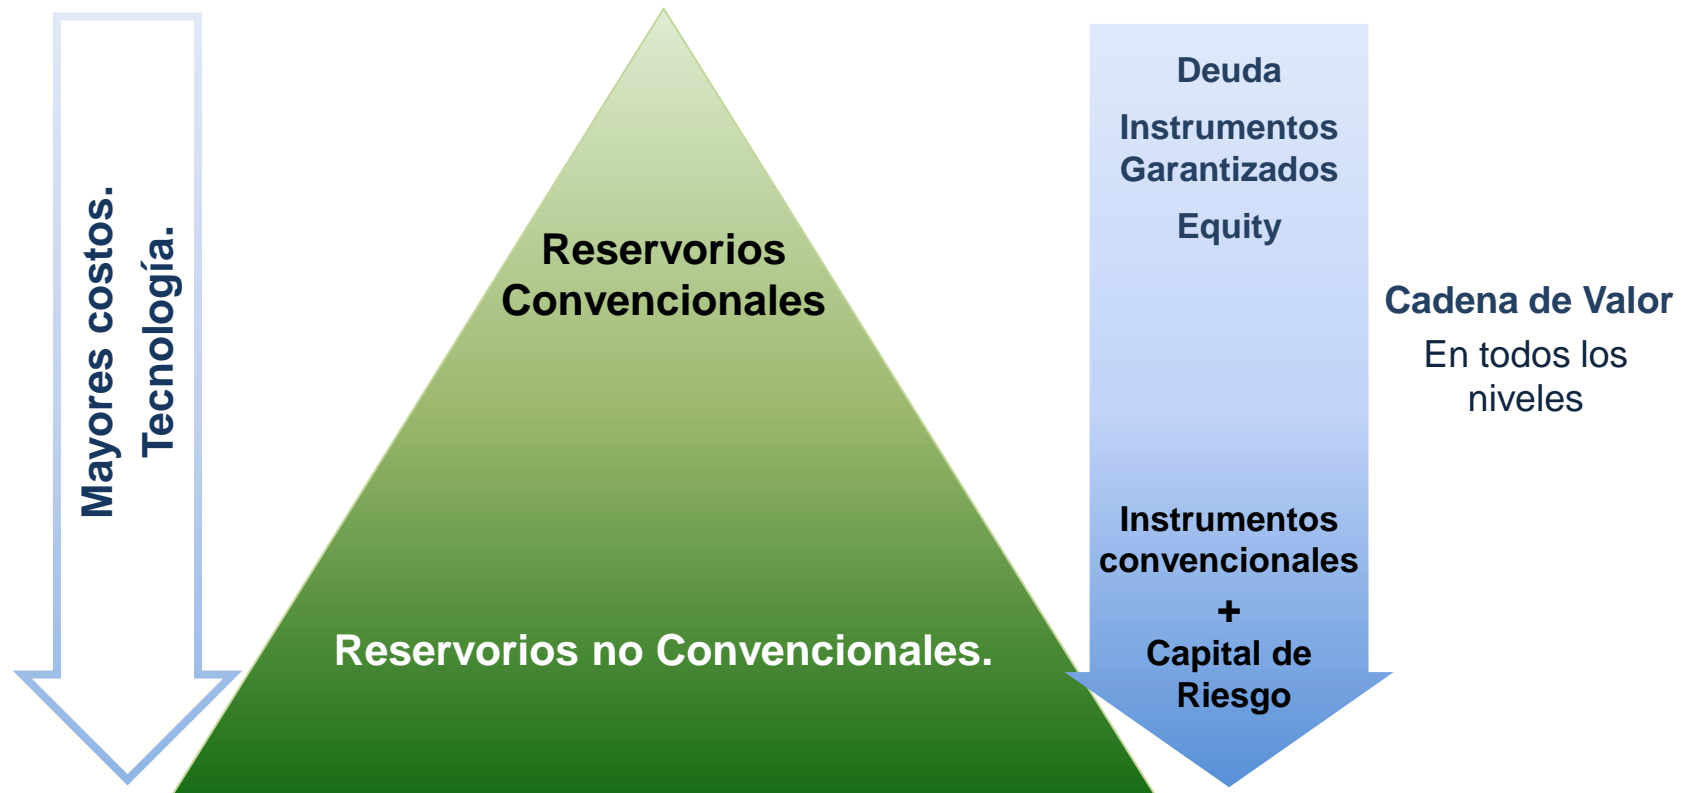 Mayores costos.
Tecnología.
Reservorios
Convencionales
Reservorios no Convencionales.
Deuda
Instrumentos
Garantizados
Equity
Instrumentos
convencionales
+
Capital de
Riesgo
Cadena de Valor
En todos los
niveles